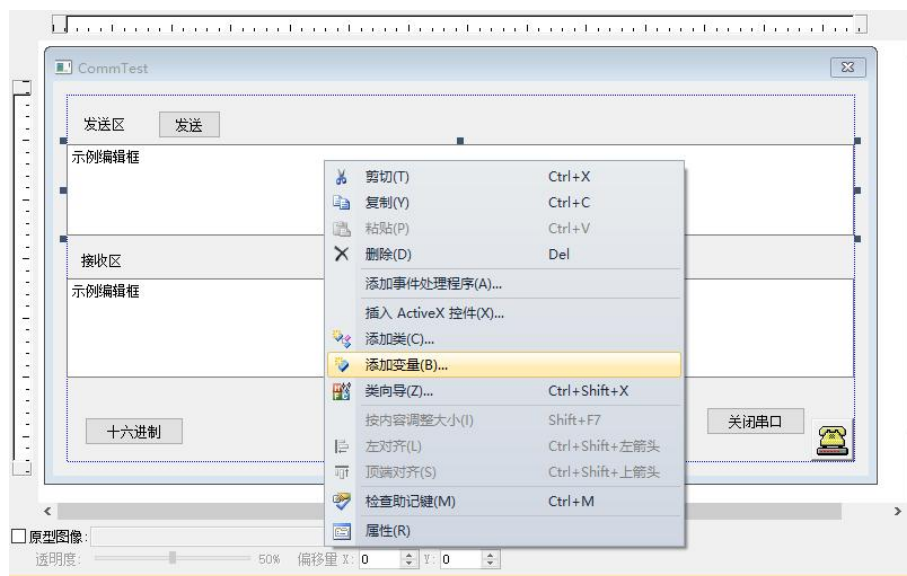 CommTest
发送区 发送
示例编辑框
接收区
示例编辑框
十六进制
关闭串口
剪切(T) Ctrl+X
复制(Y) Ctrl+C
粘贴(P) Ctrl+V
删除(D) Del
添加事件处理程序(A)...
插入 ActiveX 控件(X)...
添加类(C)...
添加变量(B)...
类向导(Z)... Ctrl+Shift+X
按内容调整大小(I) Shift+F7
左对齐(L) Ctrl+Shift+左箭头
顶端对齐(S) Ctrl+Shift+上箭头
检查助记键(M) Ctrl+M
属性(R)
原型图像:
透明度: 50% 偏移量 X: 0 Y: 0